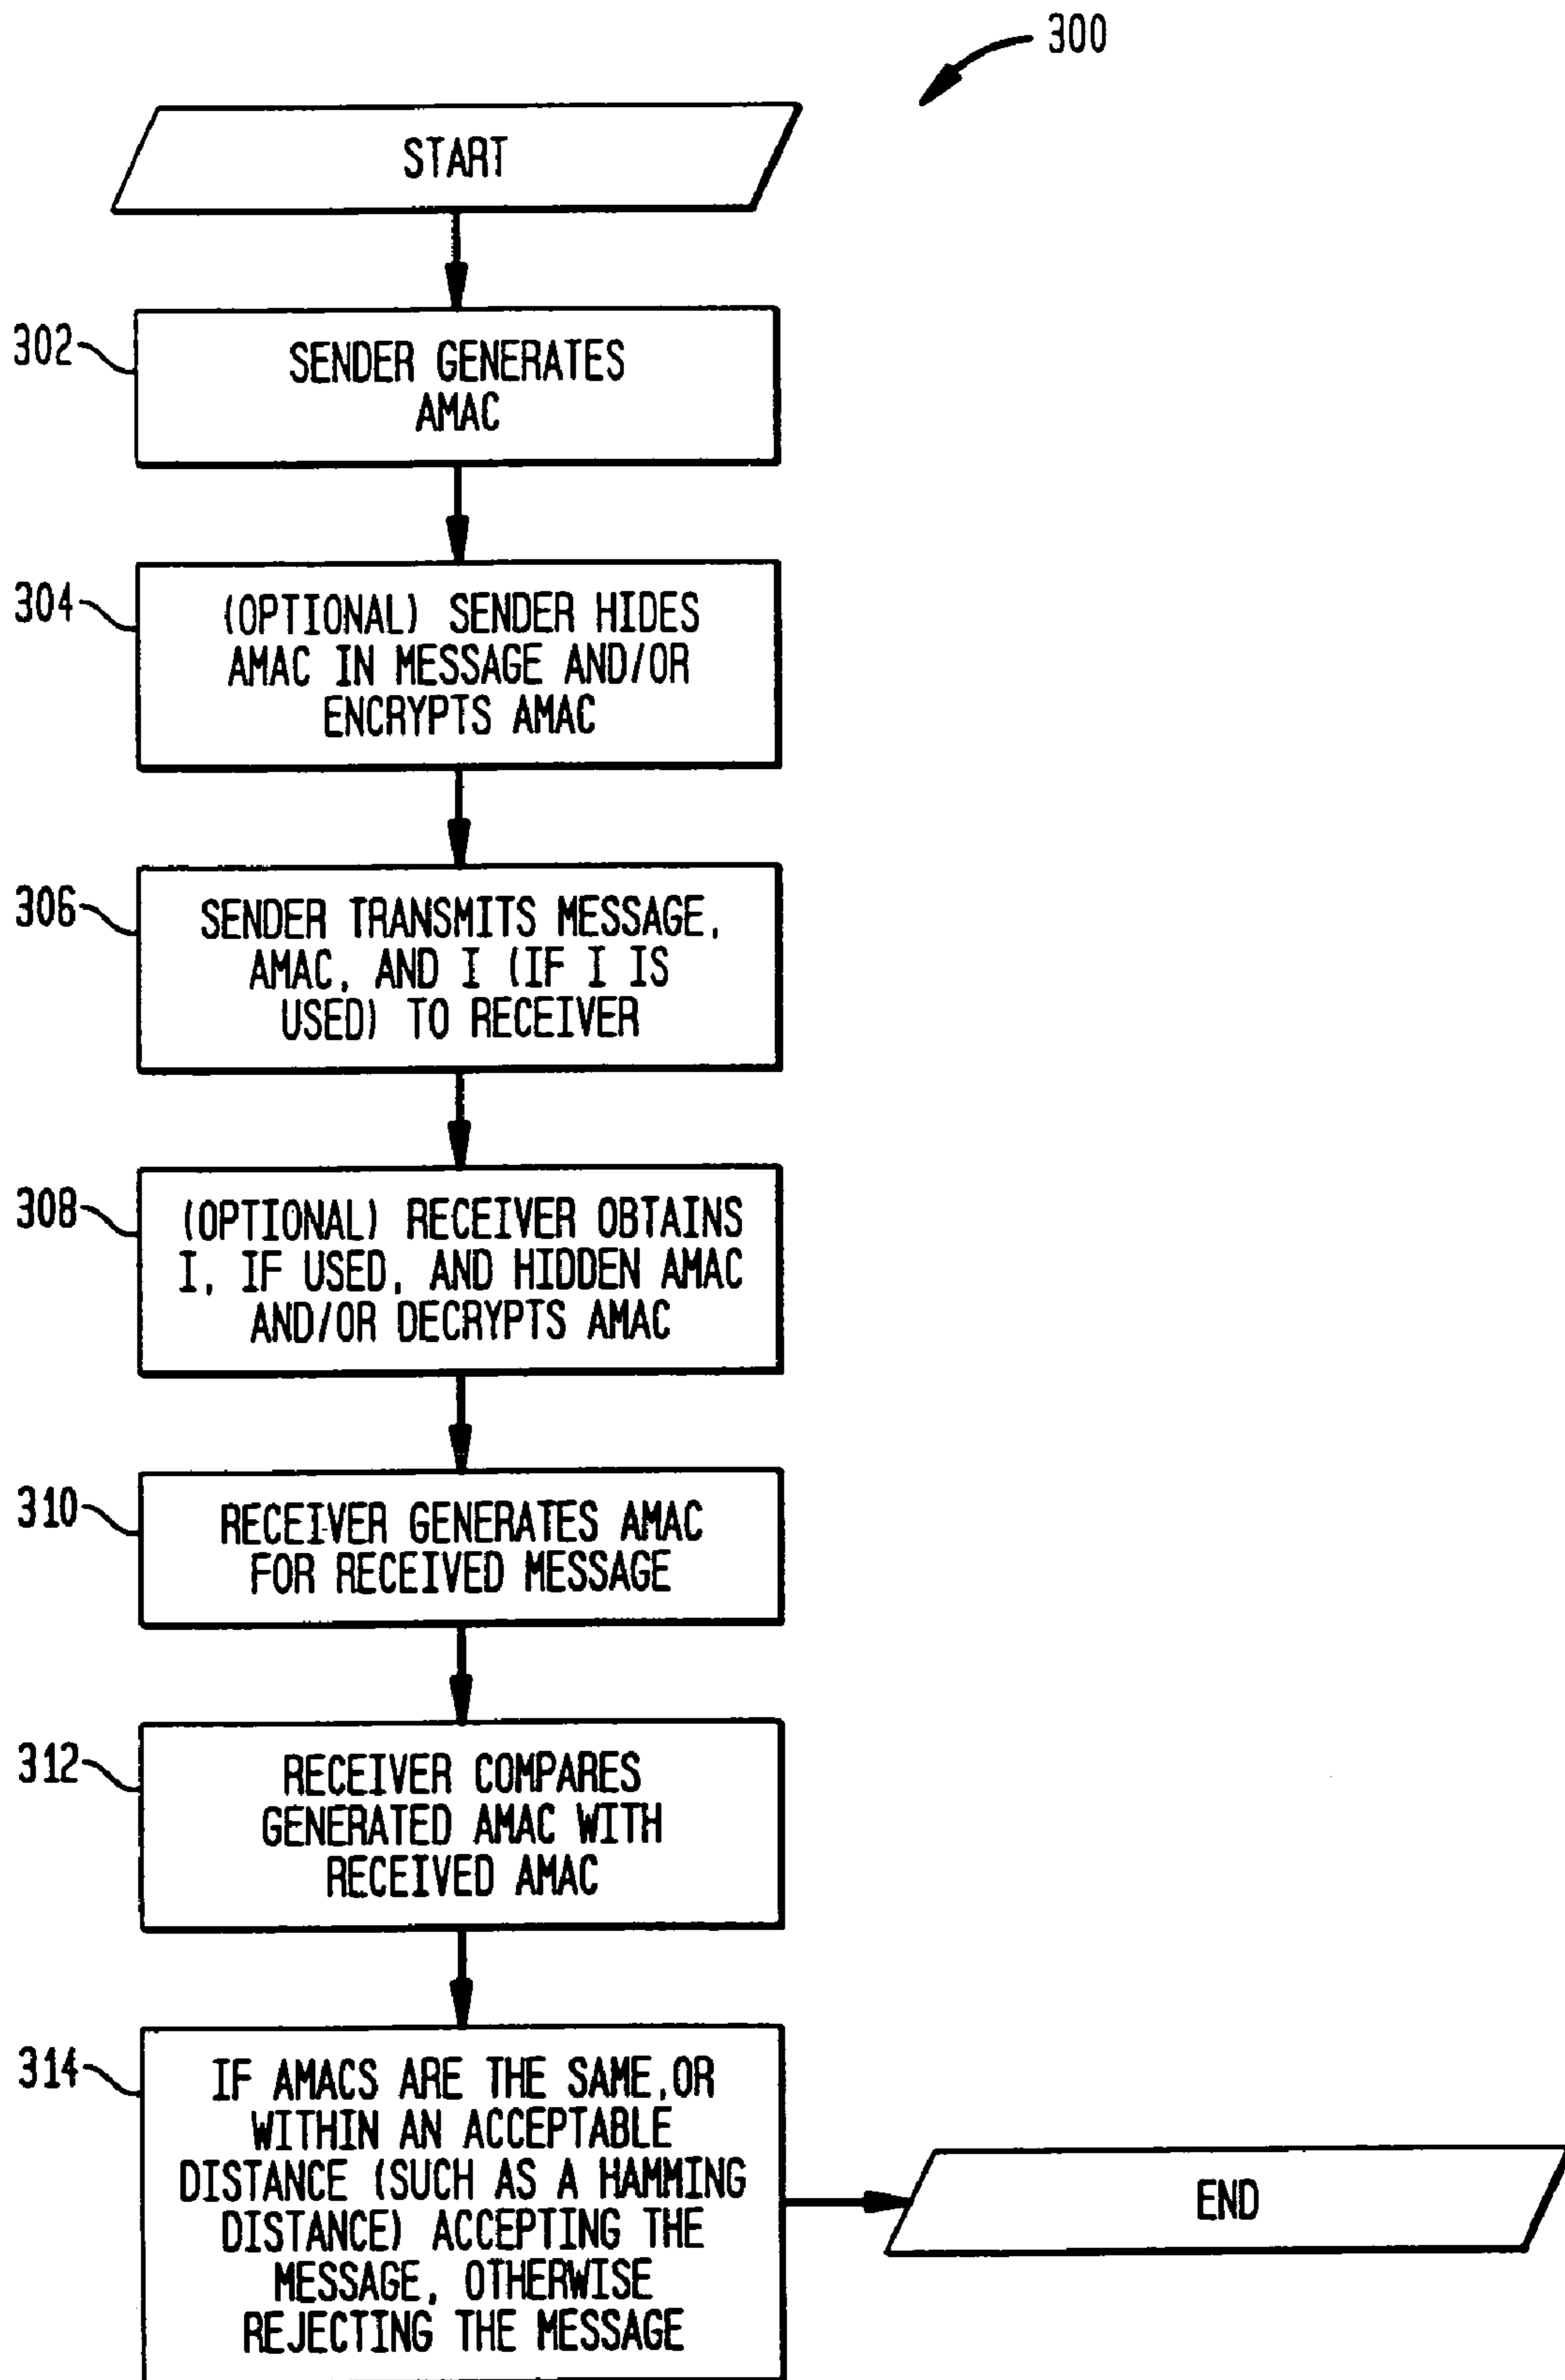 300
START
302
SENDER GENERATES
AMAC
304
(OPTIONAL) SENDER HIDES
AMAC IN MESSAGE AND/OR
ENCRYPTS AMAC
306
SENDER TRANSMITS MESSAGE,
AMAC, AND I (IF I IS
USED) TO RECEIVER
308
(OPTIONAL) RECEIVER OBTAINS
I, IF USED, AND HIDDEN AMAC
AND/OR DECRYPTS AMAC
310
RECEIVER GENERATES AMAC
FOR RECEIVED MESSAGE
312
RECEIVER COMPARES
GENERATED AMAC WITH
RECEIVED AMAC
314
IF AMACS ARE THE SAME, OR
WITHIN AN ACCEPTABLE
DISTANCE (SUCH AS A HAMMING
DISTANCE) ACCEPTING THE
MESSAGE, OTHERWISE
REJECTING THE MESSAGE
END